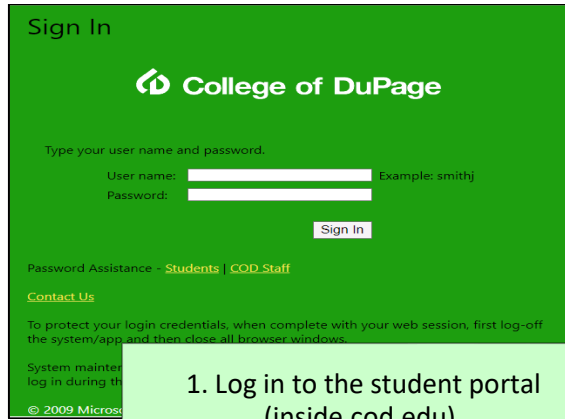 Sign In
College of DuPage
Type your user name and password.
User name: Example: smithj
Password:
Sign In
Password Assistance - Students | COD Staff
Contact Us
To protect your login credentials, when complete with your web session, first log-off
the system/app and then close all browser windows.
System
log in during
© 2009
1. Log in to the student portal
(inside.cod.edu)